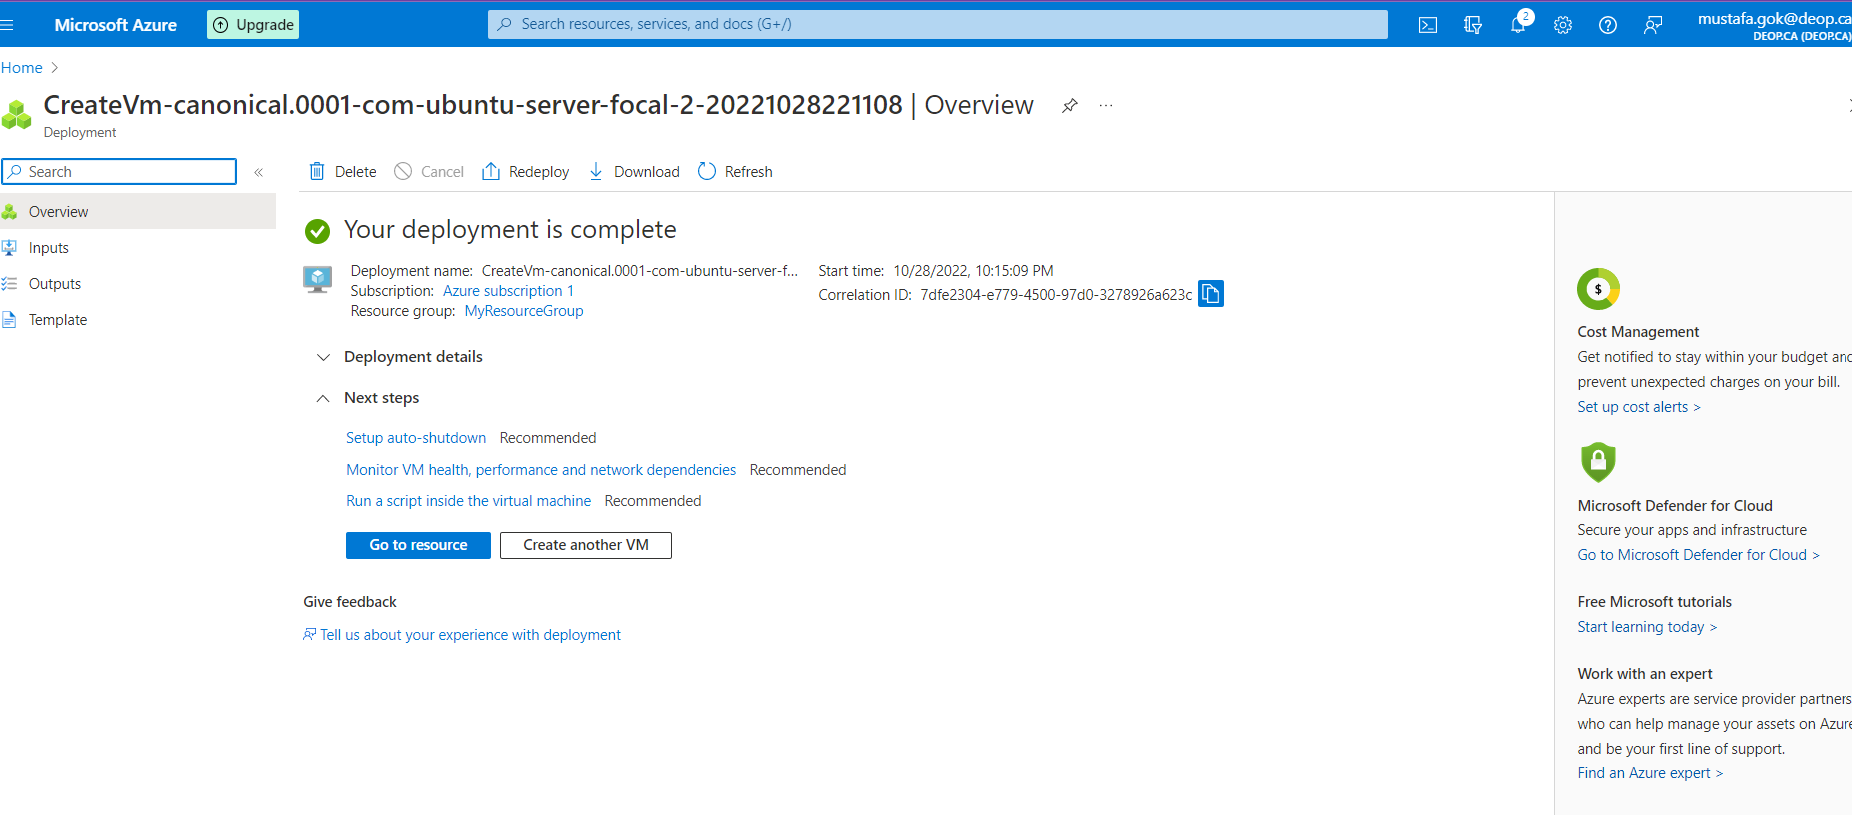 Microsoft Azure
Upgrade
Search resources, services, and docs (G+/)
2
mustafa.gok@deop.ca
DEOP.CA (DEOP.CA)
Home
CreateVm-canonical.0001-com-ubuntu-server-focal-2-20221028221108 | Overview
Deployment
Search
Delete
Cancel
Redeploy
Download
Refresh
Overview
Inputs
Outputs
Template
Your deployment is complete
Deployment name: CreateVm-canonical.0001-com-ubuntu-server-f...
Subscription: Azure subscription 1
Resource group: MyResourceGroup
Start time: 10/28/2022, 10:15:09 PM
Correlation ID: 7dfe2304-e779-4500-97d0-3278926a623c
Deployment details
Next steps
Setup auto-shutdown Recommended
Monitor VM health, performance and network dependencies Recommended
Run a script inside the virtual machine Recommended
Go to resource
Create another VM
Give feedback
Tell us about your experience with deployment
$
Cost Management
Get notified to stay within your budget and
prevent unexpected charges on your bill.
Set up cost alerts >
Microsoft Defender for Cloud
Secure your apps and infrastructure
Go to Microsoft Defender for Cloud >
Free Microsoft tutorials
Start learning today >
Work with an expert
Azure experts are service provider partners
who can help manage your assets on Azure
and be your first line of support.
Find an Azure expert >